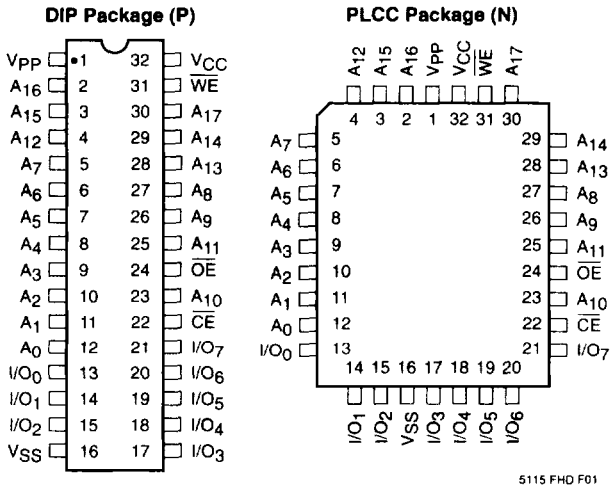 DIP Package (P)
VPP 1 32 VCC
A16 2 31 WE
A15 3 30 A17
A12 4 29 A14
A7 5 28 A13
A6 6 27 A8
A5 7 26 A9
A4 8 25 A11
A3 9 24 OE
A2 10 23 A10
A1 11 22 CE
A0 12 21 I/O7
I/O0 13 20 I/O6
I/O1 14 19 I/O5
I/O2 15 18 I/O4
VSS 16 17 I/O3
PLCC Package (N)
A12 A15 A16 VPP VCC WE A17
4 3 2 1 32 31 30
A7 5 29 A14
A6 6 28 A13
A5 7 27 A8
A4 8 26 A9
A3 9 25 A11
A2 10 24 OE
A1 11 23 A10
A0 12 22 CE
I/O0 13 21 I/O7
14 15 16 17 18 19 20
I/O1 I/O2 VSS I/O3 I/O4 I/O5 I/O6
5115 FHD F01